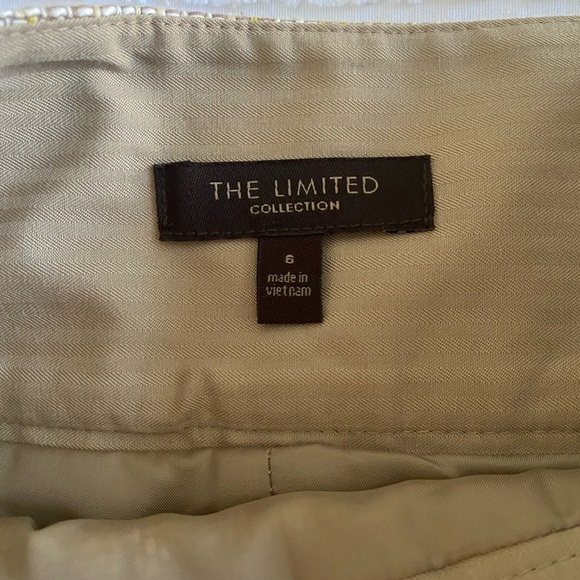 THE LIMITED
COLLECTION
6
made in
vietnam